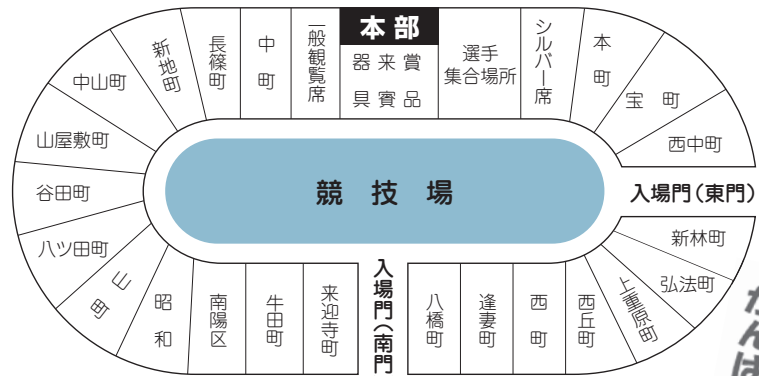 本部
器具
来賓
賞品
選手
集合場所
シルバー席
本町
宝町
西中町
入場門(東門)
新林町
弘法町
上重原町
西丘町
西町
逢妻町
八橋町
入場門(南門
来迎寺町
牛田町
南陽区
昭和
山町
八ツ田町
谷田町
山屋敷町
中山町
新地町
長篠町
中町
一般観覧席
競技場
がんば